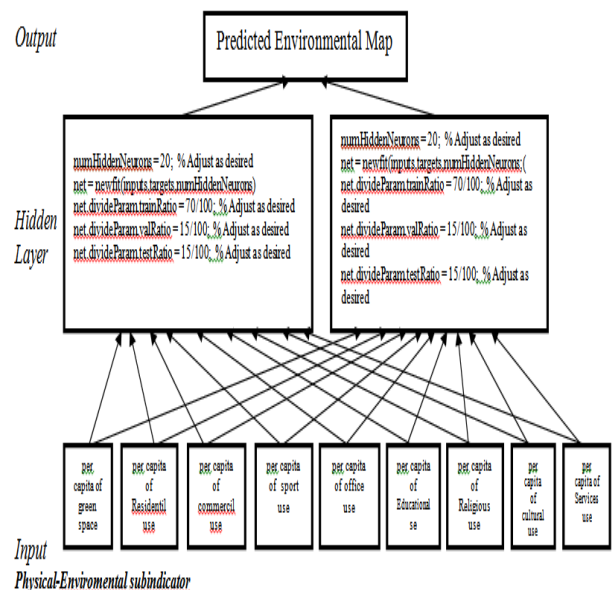 Output
Predicted Environmental Map
Hidden
Layer
numHiddenNeurons = 20; % Adjust as desired
net = newfit(inputs,targets,numHiddenNeurons)
net.divideParam.trainRatio = 70/100; % Adjust as desired
net.divideParam.valRatio = 15/100; % Adjust as desired
net.divideParam.testRatio = 15/100; % Adjust as desired
numHiddenNeurons = 20; % Adjust as desired
net = newfit(inputs,targets,numHiddenNeurons;(
net.divideParam.trainRatio = 70/100; % Adjust as
desired
net.divideParam.valRatio = 15/100; % Adjust as
desired
net.divideParam.testRatio = 15/100; % Adjust as
desired
per
capita of
green
space
per capita
of
Residentil
use
per capita
of
commercil
use
per capita
of sport
use
per capita
of office
use
per capita
of
Educational
se
per capita
of
Religious
use
per
capita
of
cultural
use
per
capita of
Services
use
Input
Physical-Enviromental subindicator